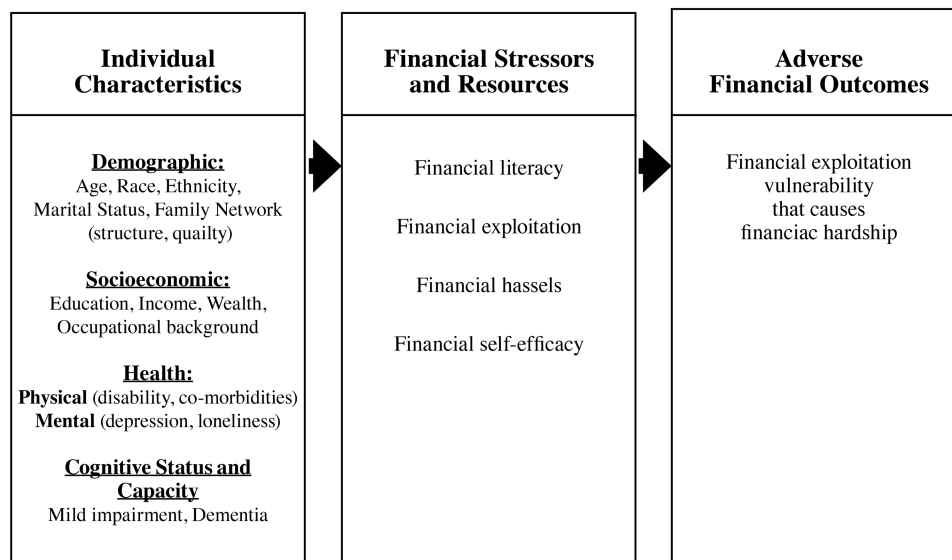 Individual
Characteristics
Demographic:
Age, Race, Ethnicity,
Marital Status, Family Network
(structure, quailty)
Socioeconomic:
Education, Income, Wealth,
Occupational background
Health:
Physical (disability, co-morbidities)
Mental (depression, loneliness)
Cognitive Status and
Capacity
Mild impairment, Dementia
Financial Stressors
and Resources
Financial literacy
Financial exploitation
Financial hassels
Financial self-efficacy
Adverse
Financial Outcomes
Financial exploitation
vulnerability
that causes
financiac hardship